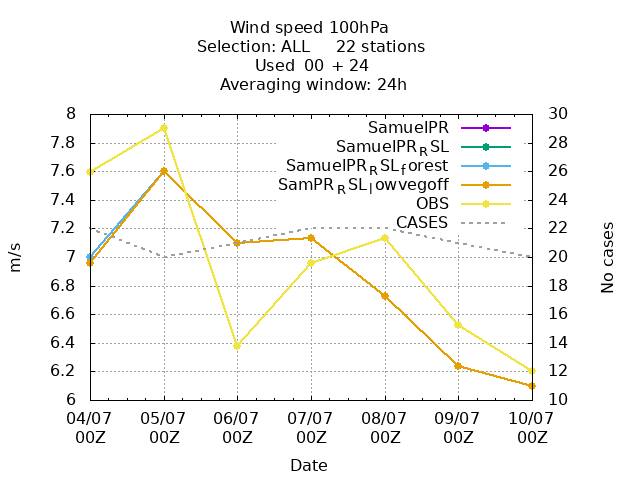 Wind speed 100hPa
Selection: ALL 22 stations
Used 00 + 24
Averaging window: 24h
m/s
No cases
8
7.8
7.6
7.4
7.2
7
6.8
6.6
6.4
6.2
6
30
28
26
24
22
20
18
16
14
12
10
SamuelPR
SamuelPR_RSL
SamuelPR_RSL_forest
SamPR_RSL_lowvegoff
OBS
CASES
04/07 05/07 06/07 07/07 08/07 09/07 10/07
00Z 00Z 00Z 00Z 00Z 00Z 00Z
Date